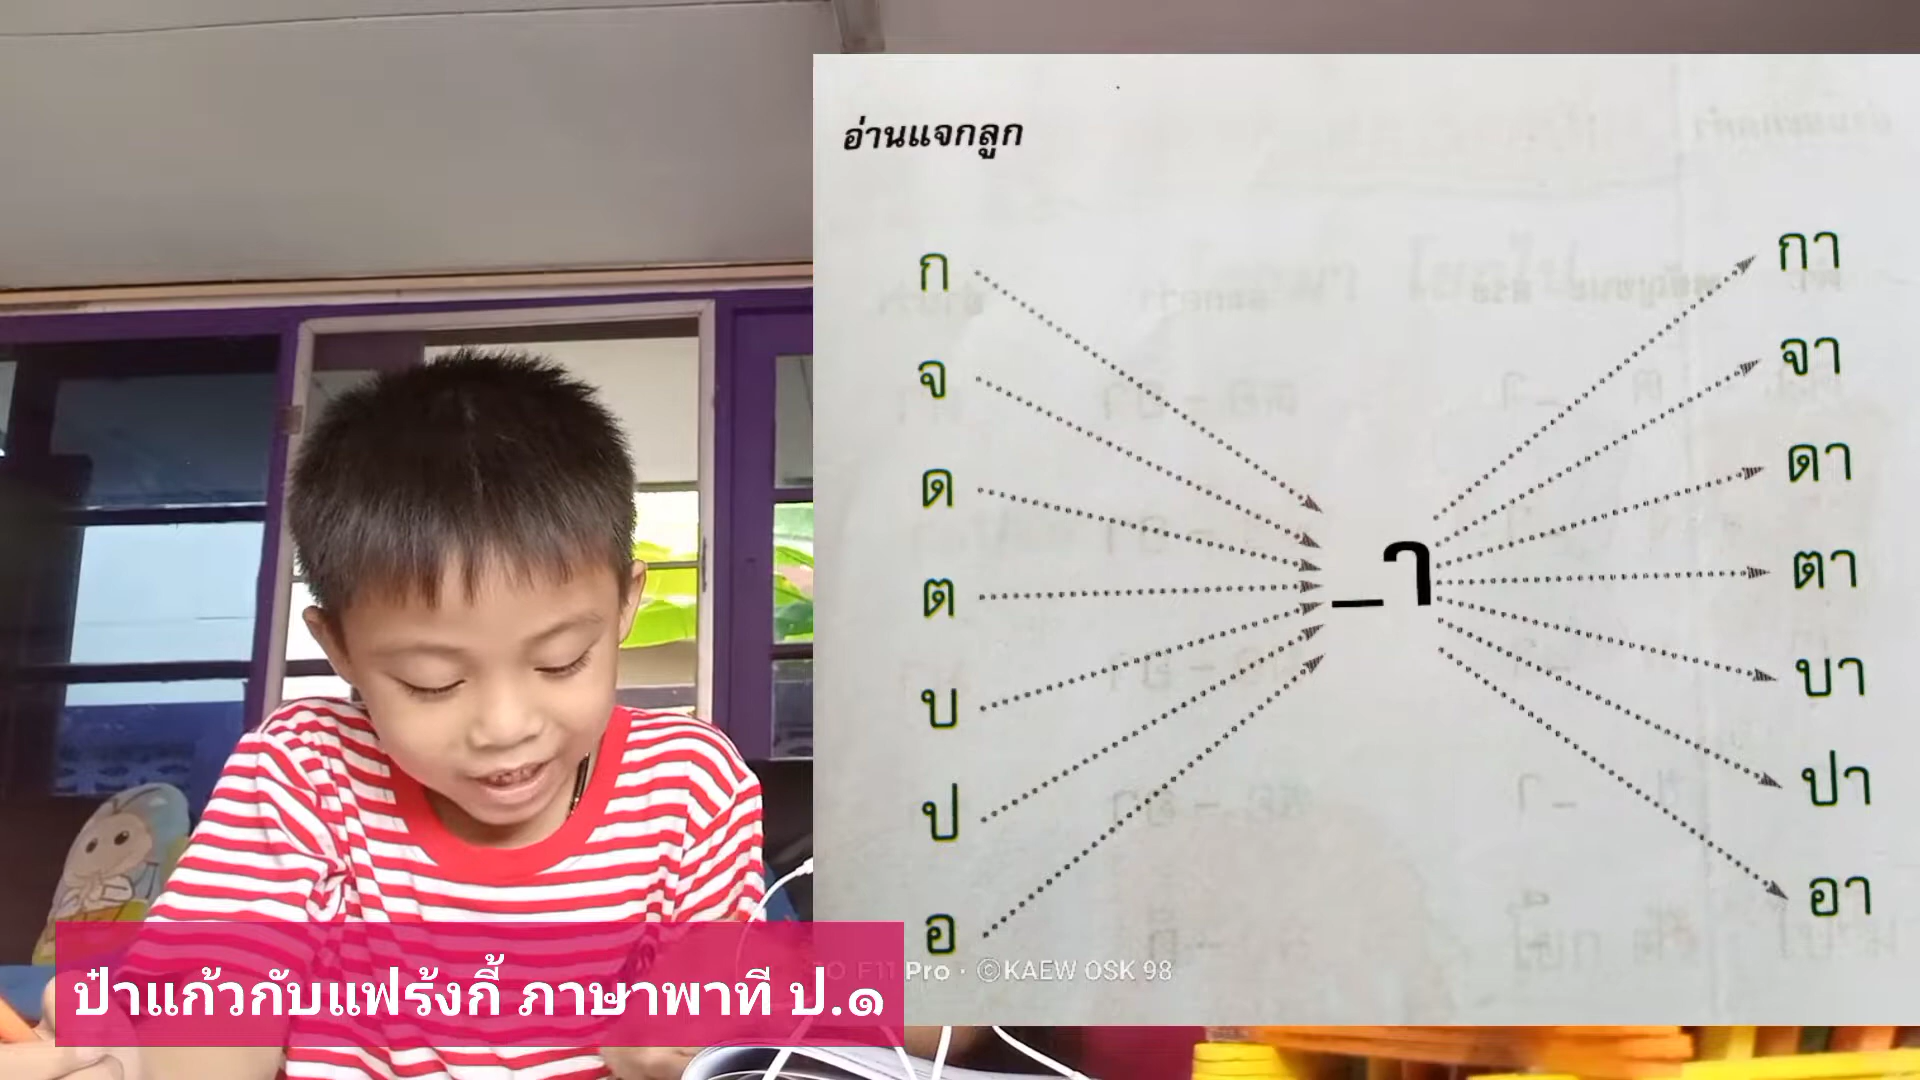 อ่านแจกลูก
ก กา
จ จา
ด ดา
ต _า ตา
บ บา
ป ปา
อ อา
Pro · ©KAEW OSK 98
ป๋าแก้วกับแฟร้งกี้ ภาษาพาที ป.๑